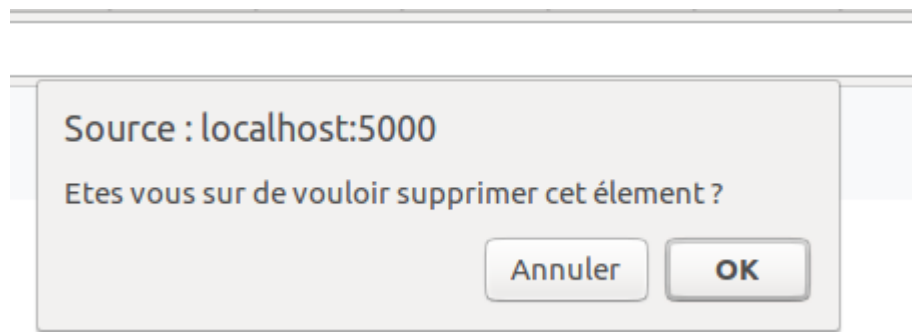 Source : localhost:5000
Etes vous sur de vouloir supprimer cet élement ?
Annuler OK